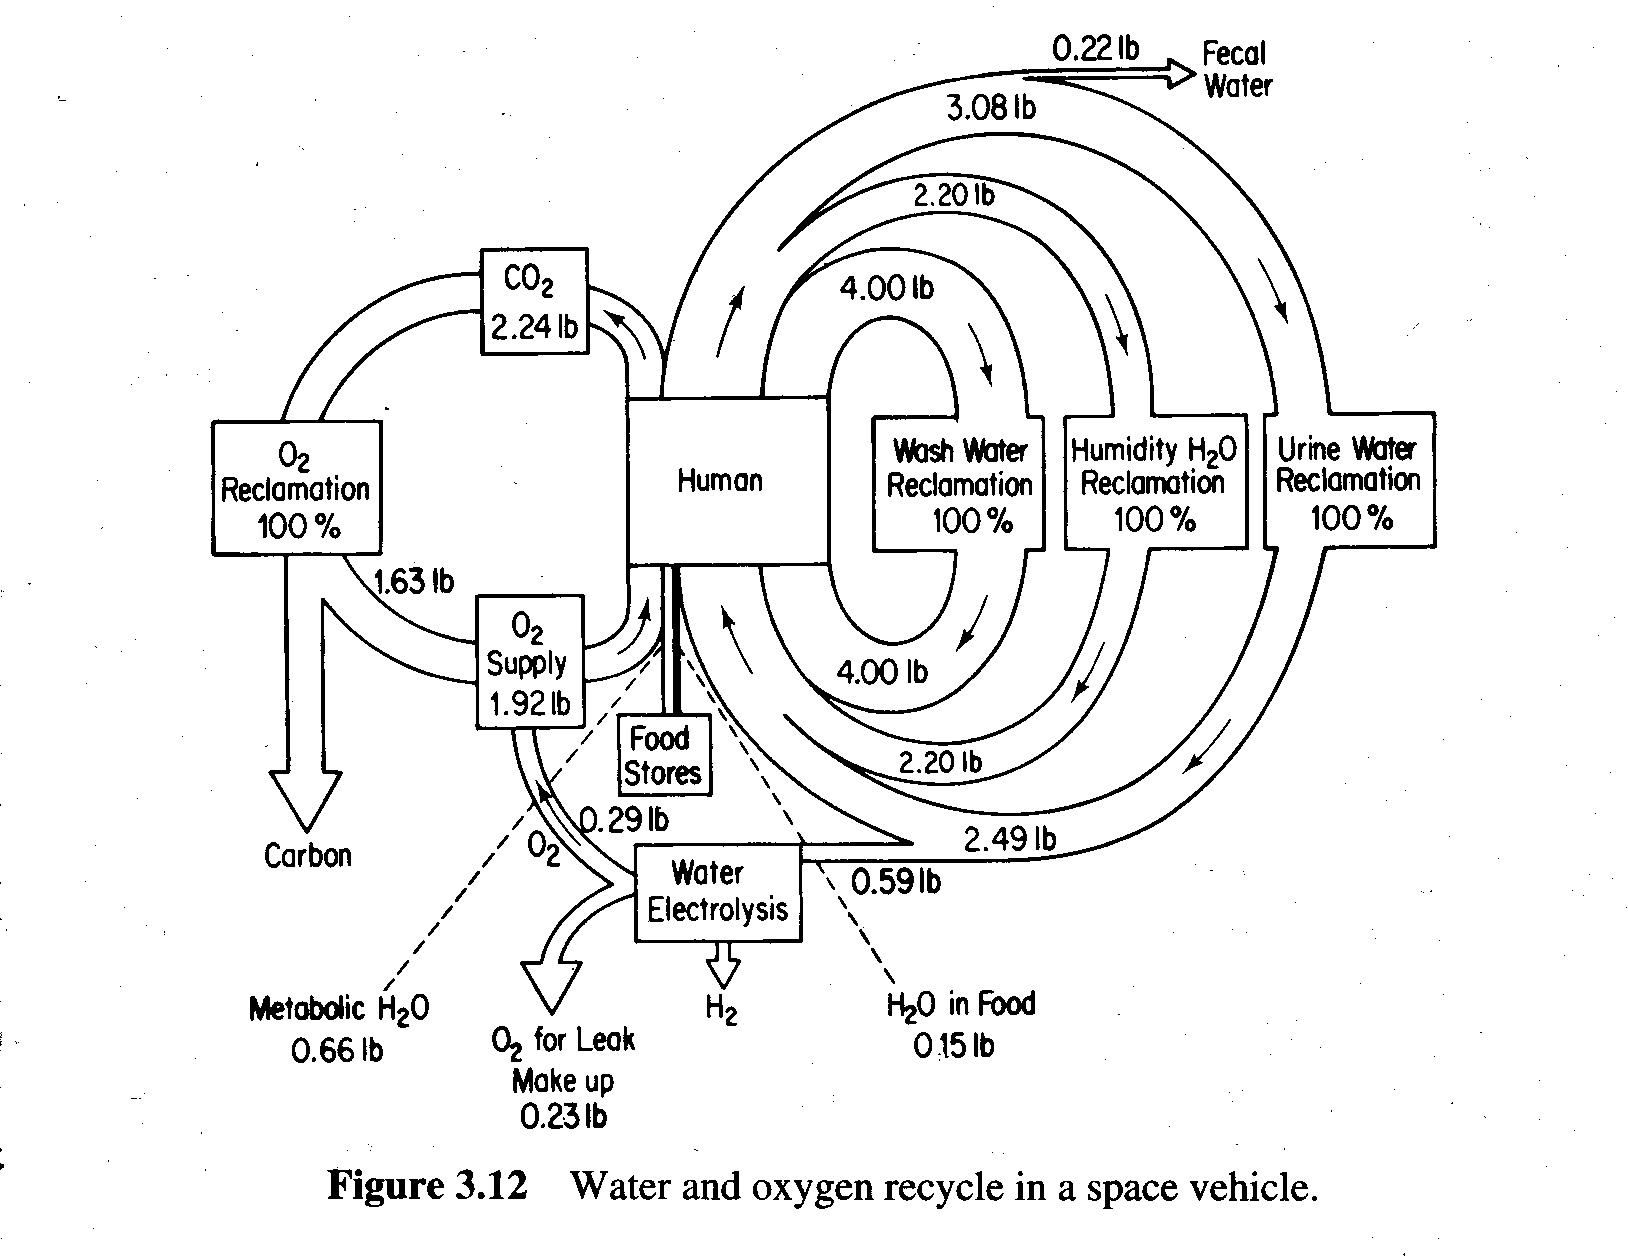 0.22 lb
Fecal
Water
3.08 lb
2.20 lb
4.00 lb
CO2
2.24 lb
O2
Reclamation
100 %
Human
Wash Water
Reclamation
100 %
Humidity H2O
Reclamation
100 %
Urine Water
Reclamation
100 %
1.63 lb
O2
Supply
1.92 lb
4.00 lb
Food
Stores
2.20 lb
0.29 lb
O2
2.49 lb
Carbon
Water
Electrolysis
0.59 lb
Metabolic H2O
0.66 lb
O2 for Leak
Make up
0.23 lb
H2
H2O in Food
0.15 lb
Figure 3.12 Water and oxygen recycle in a space vehicle.